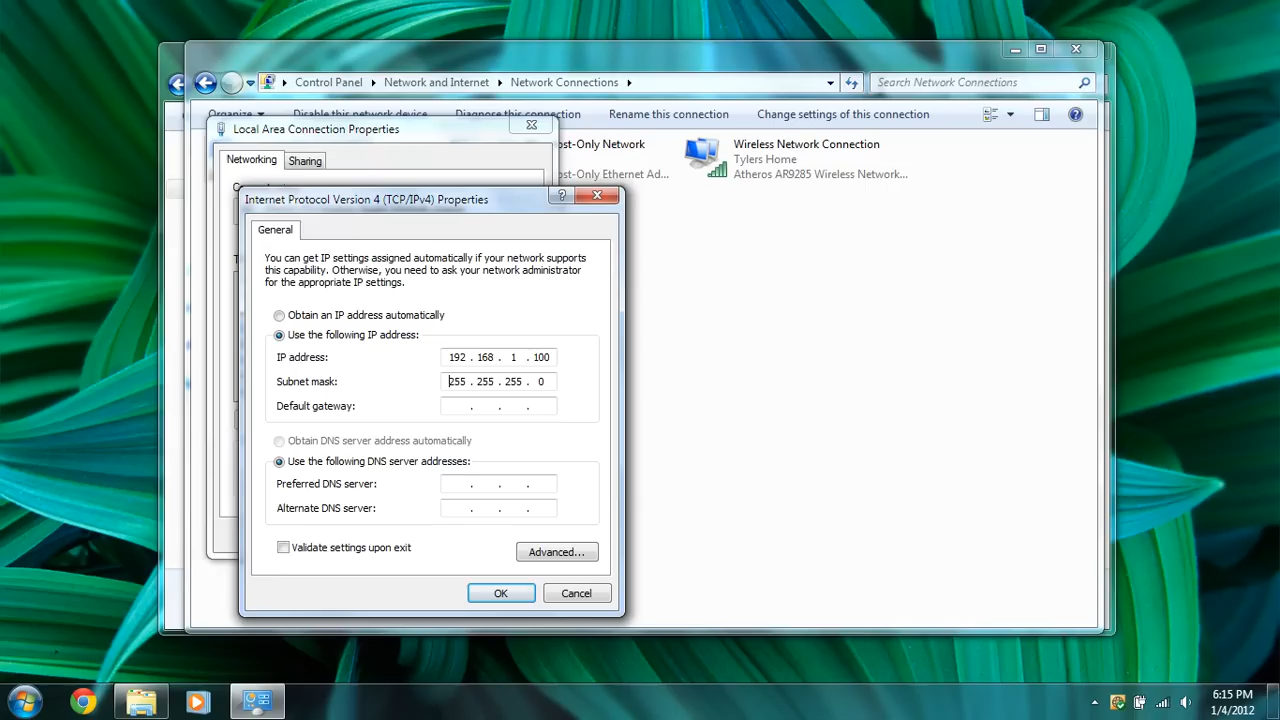 Control Panel
Network and Internet
Network Connections
Search Network Connections
Organize
Disable this network device
Diagnose this connection
Rename this connection
Change settings of this connection
Local Area Connection Properties
Networking
Sharing
ost-Only Network
ost-Only Ethernet Ad...
Wireless Network Connection
Tylers Home
Atheros AR9285 Wireless Network...
Internet Protocol Version 4 (TCP/IPv4) Properties
General
You can get IP settings assigned automatically if your network supports
this capability. Otherwise, you need to ask your network administrator
for the appropriate IP settings.
Obtain an IP address automatically
Use the following IP address:
IP address: 192 . 168 . 1 . 100
Subnet mask: 255 . 255 . 255 . 0
Default gateway: . . .
Obtain DNS server address automatically
Use the following DNS server addresses:
Preferred DNS server: . . .
Alternate DNS server: . . .
Validate settings upon exit
Advanced...
OK
Cancel
6:15 PM
1/4/2012